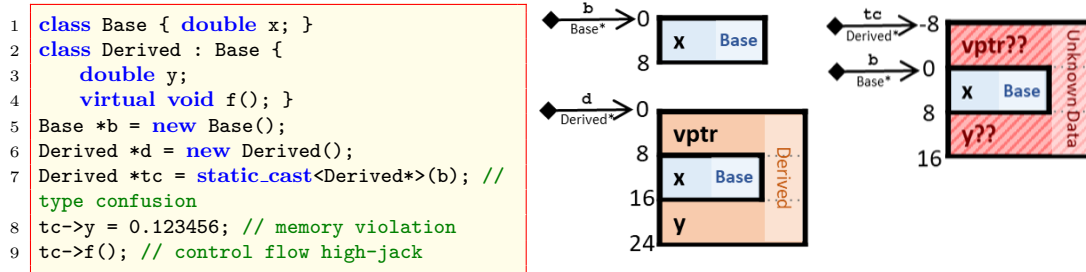 1 class Base { double x; }
2 class Derived : Base {
3 double y;
4 virtual void f(); }
5 Base *b = new Base();
6 Derived *d = new Derived();
7 Derived *tc = static_cast<Derived*>(b); //
type confusion
8 tc->y = 0.123456; // memory violation
9 tc->f(); // control flow high-jack
b
Base*
0
x Base
8
d
Derived*
0
vptr
8
x Base
16
y
24
Derived
tc
Derived*
-8
vptr??
b
Base*
0
x Base
8
y??
16
Unknown Data